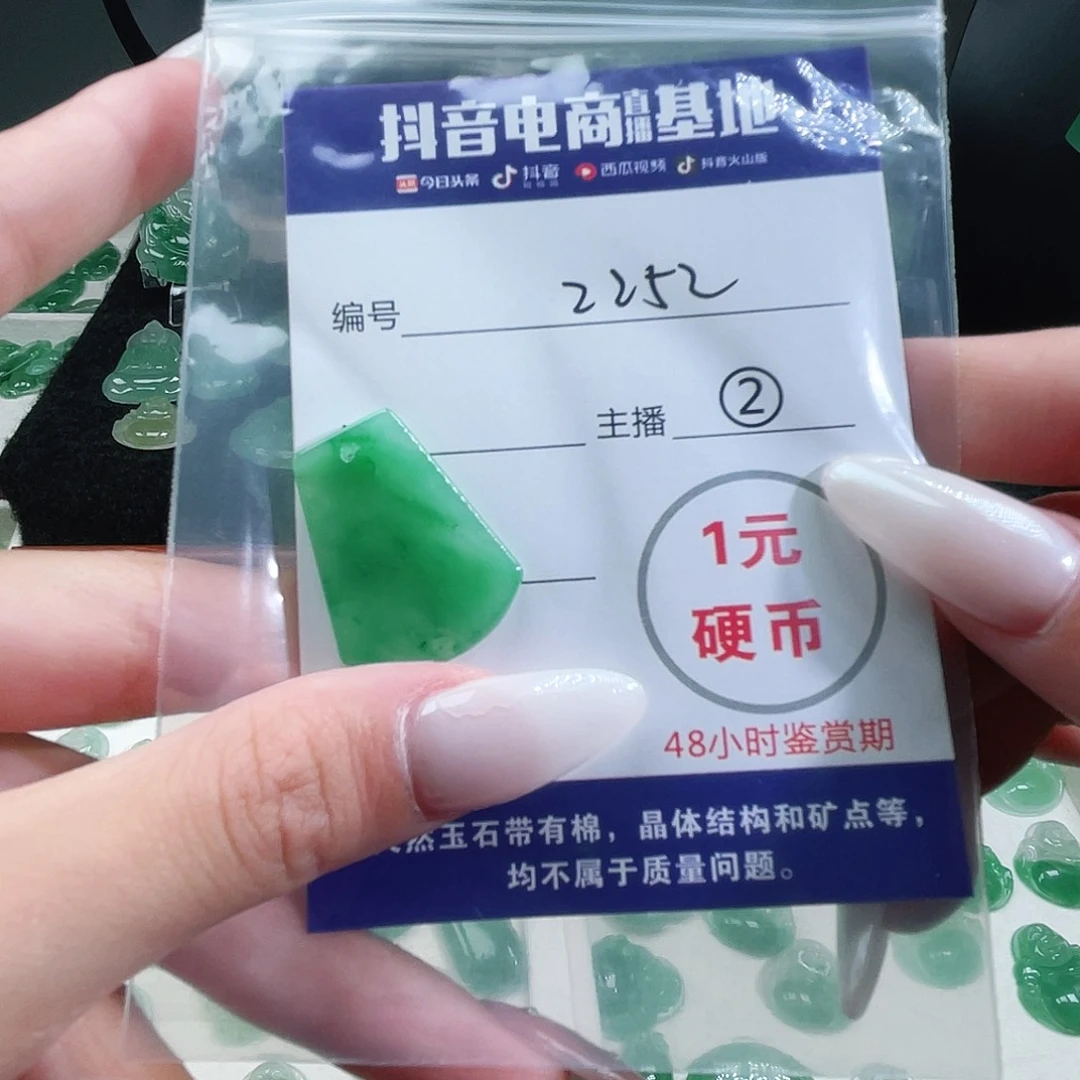 抖音电商直播基地
今日头条 抖音 西瓜视频 抖音火山版
编号 2252
主播 ②
1元
硬币
48小时鉴赏期
然玉石带有棉，晶体结构和矿点等，
均不属于质量问题。